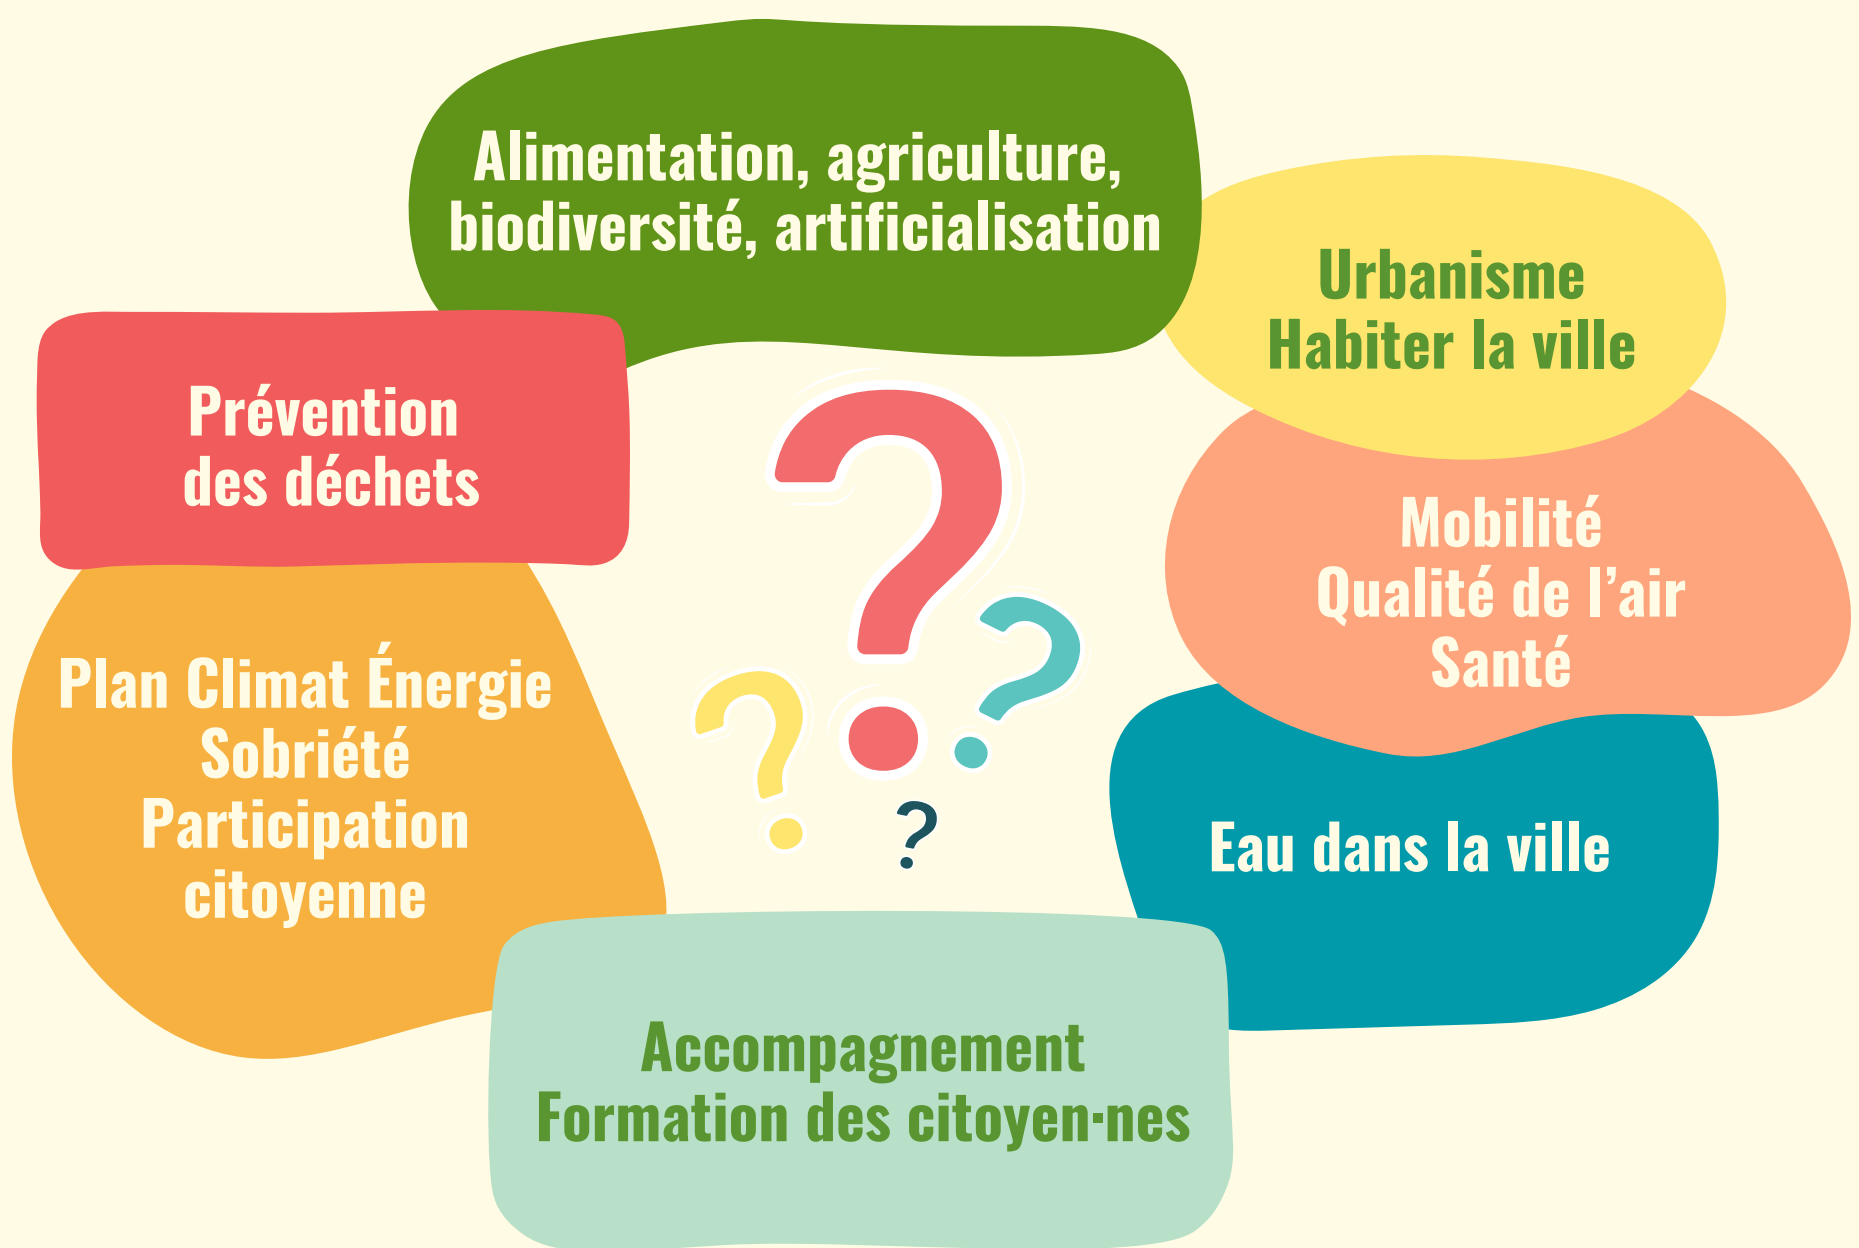 Alimentation, agriculture,
biodiversité, artificialisation
Urbanisme
Habiter la ville
Prévention
des déchets
Mobilité
Qualité de l'air
Santé
Plan Climat Énergie
Sobriété
Participation
citoyenne
Eau dans la ville
Accompagnement
Formation des citoyen·nes
?
?
?
?